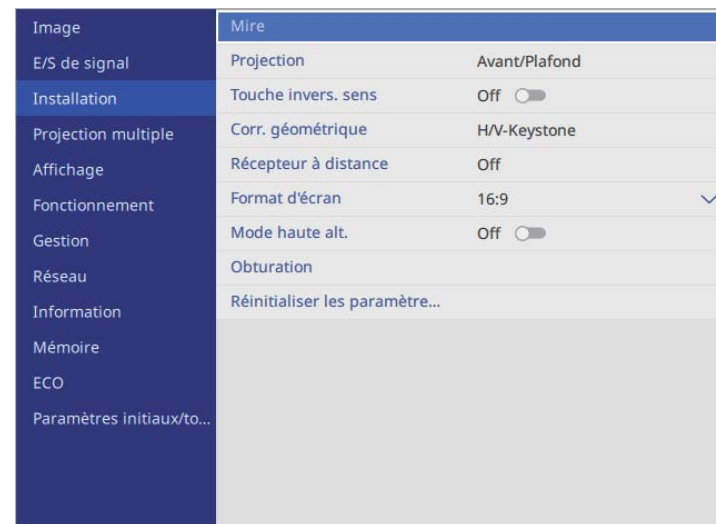 Image
E/S de signal
Installation
Projection multiple
Affichage
Fonctionnement
Gestion
Réseau
Information
Mémoire
ECO
Paramètres initiaux/to...
Mire
Projection Avant/Plafond
Touche invers. sens Off
Corr. géométrique H/V-Keystone
Récepteur à distance Off
Format d'écran 16:9
Mode haute alt. Off
Obturation
Réinitialiser les paramètre...